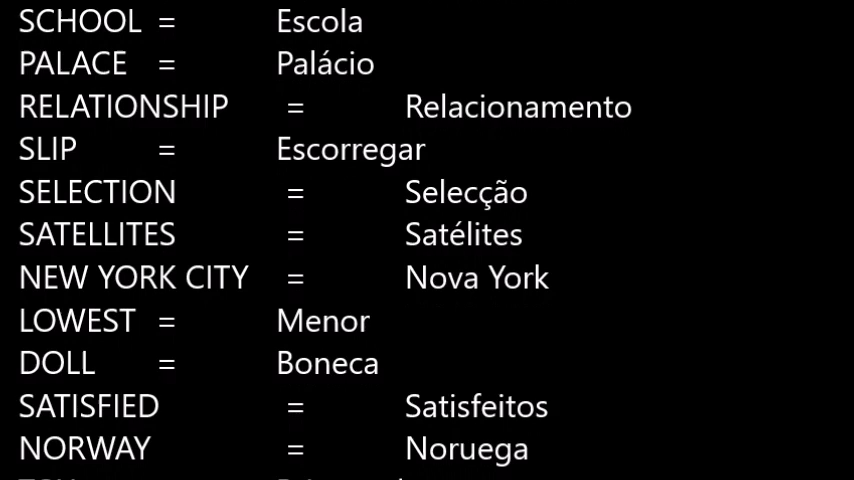 SCHOOL = Escola
PALACE = Palácio
RELATIONSHIP = Relacionamento
SLIP = Escorregar
SELECTION = Selecção
SATELLITES = Satélites
NEW YORK CITY = Nova York
LOWEST = Menor
DOLL = Boneca
SATISFIED = Satisfeitos
NORWAY = Noruega